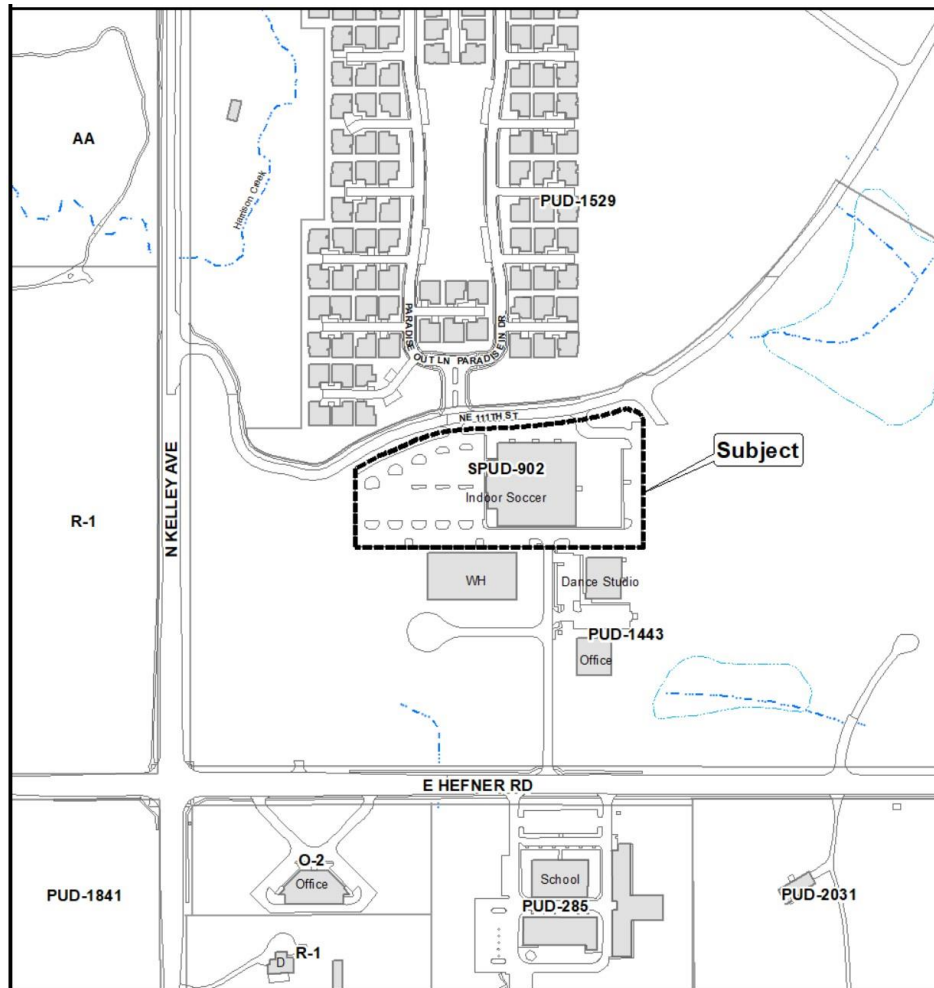 AA
Harrison Creek
PUD-1529
PARADISE OUT LN
PARADISE IN DR
NE 111TH ST
Subject
SPUD-902
Indoor Soccer
N KELLEY AVE
R-1
WH
Dance Studio
PUD-1443
Office
E HEFNER RD
O-2
Office
School
PUD-1841
PUD-285
PUD-2031
R-1
D